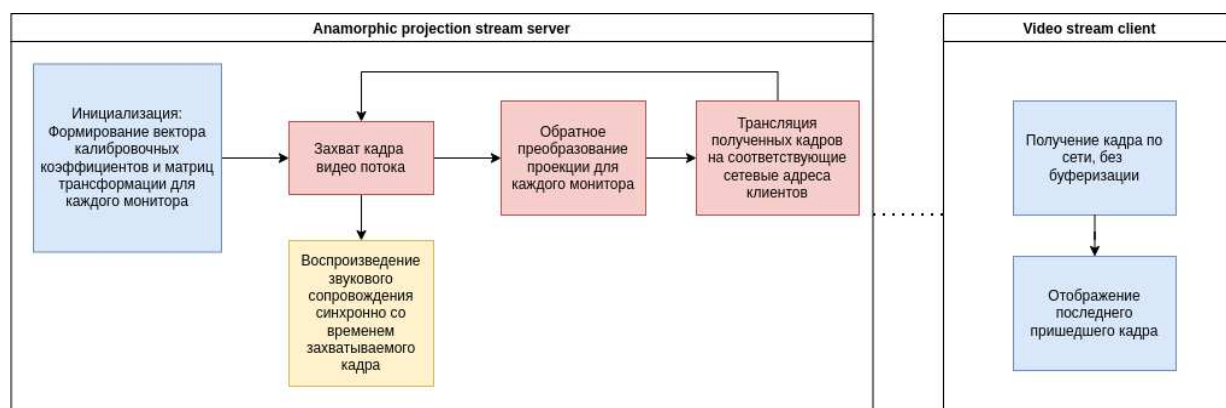 Anamorphic projection stream server
Инициализация:
Формирование вектора
калибровочных
коэффициентов и матриц
трансформации для
каждого монитора
Захват кадра
видео потока
Обратное
преобразование
проекции для
каждого монитора
Трансляция
полученных кадров
на соответствующие
сетевые адреса
клиентов
Воспроизведение
звукового
сопровождения
синхронно со
временем
захватываемого
кадра
Video stream client
Получение кадра по
сети, без
буферизации
Отображение
последнего
пришедшего кадра